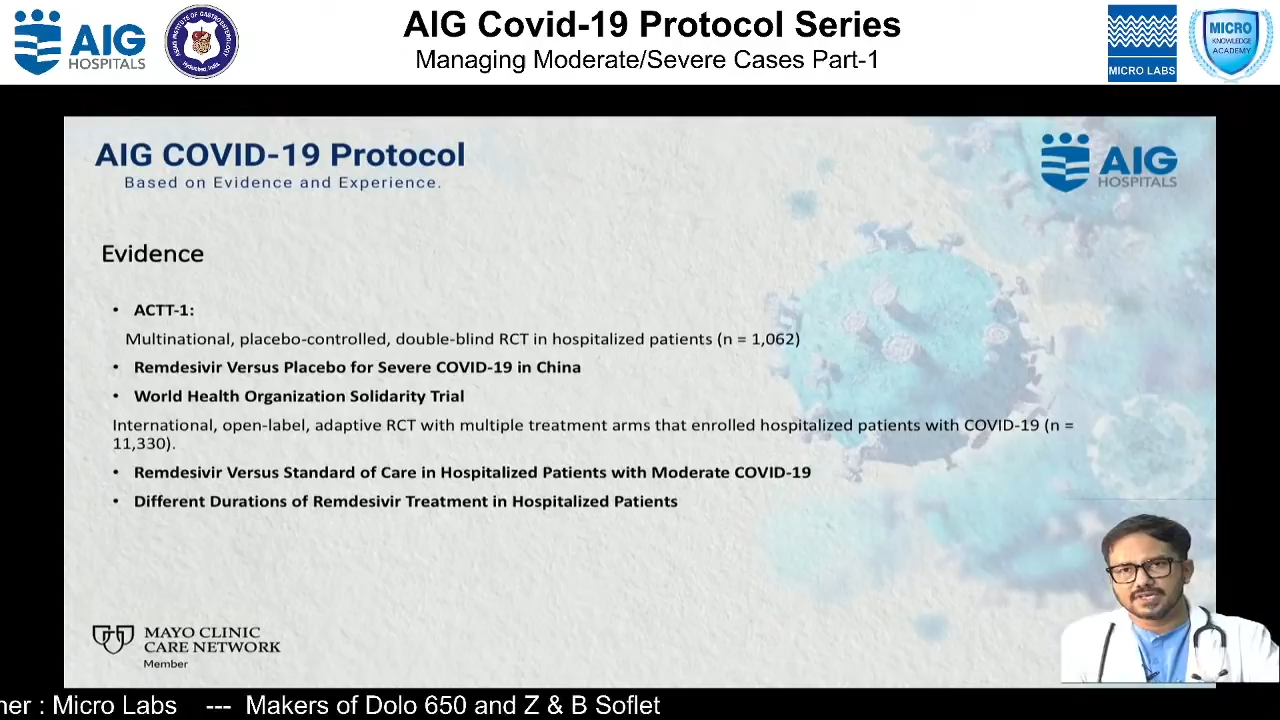 AIG
HOSPITALS
AIG Covid-19 Protocol Series
Managing Moderate/Severe Cases Part-1
MICRO LABS
MICRO
KNOWLEDGE
ACADEMY
AIG COVID-19 Protocol
Based on Evidence and Experience.
AIG
HOSPITALS
Evidence
• ACTT-1:
Multinational, placebo-controlled, double-blind RCT in hospitalized patients (n = 1,062)
• Remdesivir Versus Placebo for Severe COVID-19 in China
• World Health Organization Solidarity Trial
International, open-label, adaptive RCT with multiple treatment arms that enrolled hospitalized patients with COVID-19 (n =
11,330).
• Remdesivir Versus Standard of Care in Hospitalized Patients with Moderate COVID-19
• Different Durations of Remdesivir Treatment in Hospitalized Patients
MAYO CLINIC
CARE NETWORK
Member
ner : Micro Labs --- Makers of Dolo 650 and Z & B Soflet